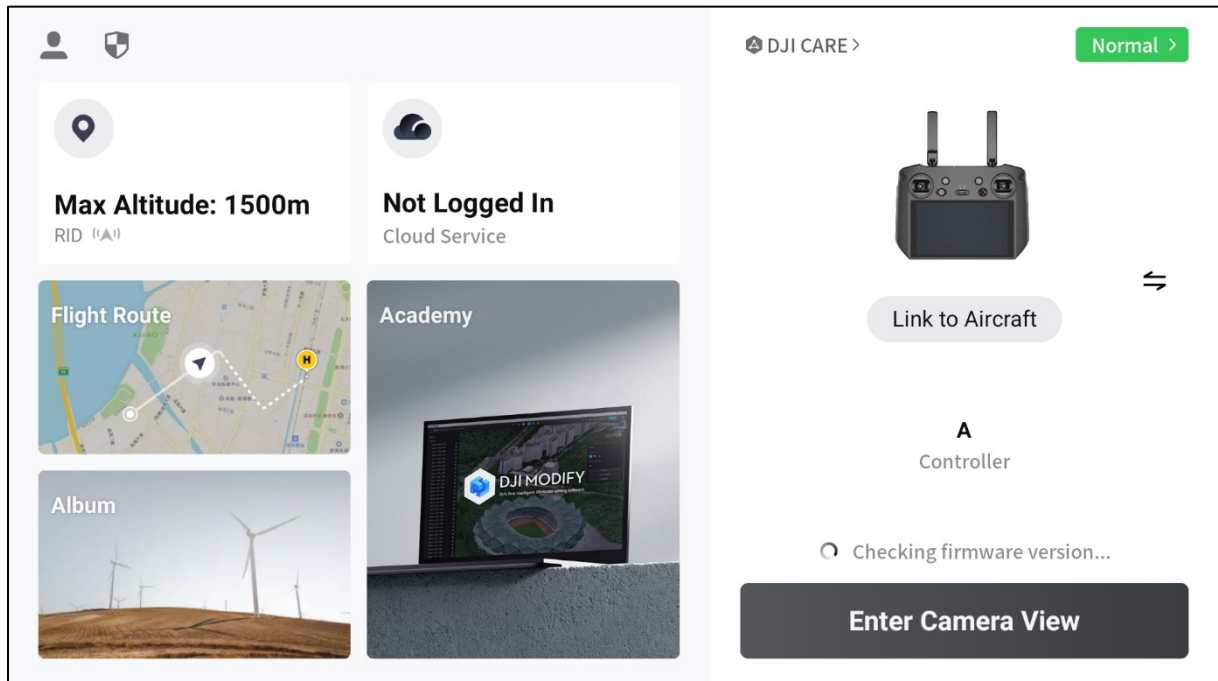 Max Altitude: 1500m
RID
Not Logged In
Cloud Service
Flight Route
H
Academy
DJI MODIFY
Album
DJI CARE >
Normal >
Link to Aircraft
A
Controller
Checking firmware version...
Enter Camera View